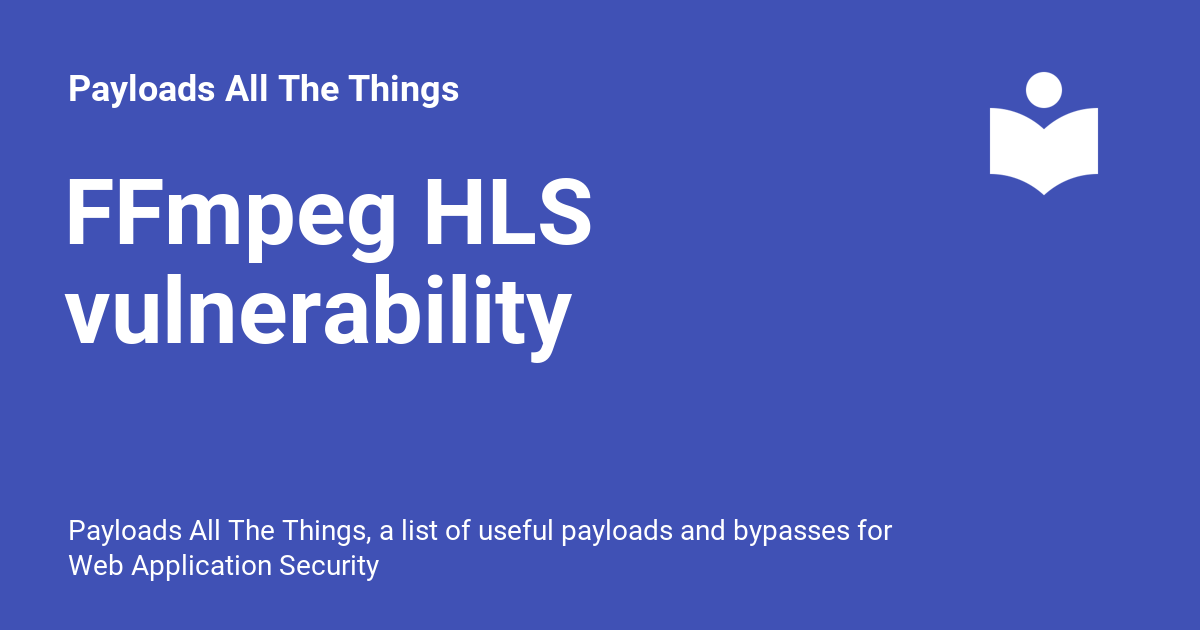 Payloads All The Things
FFmpeg HLS
vulnerability
Payloads All The Things, a list of useful payloads and bypasses for
Web Application Security